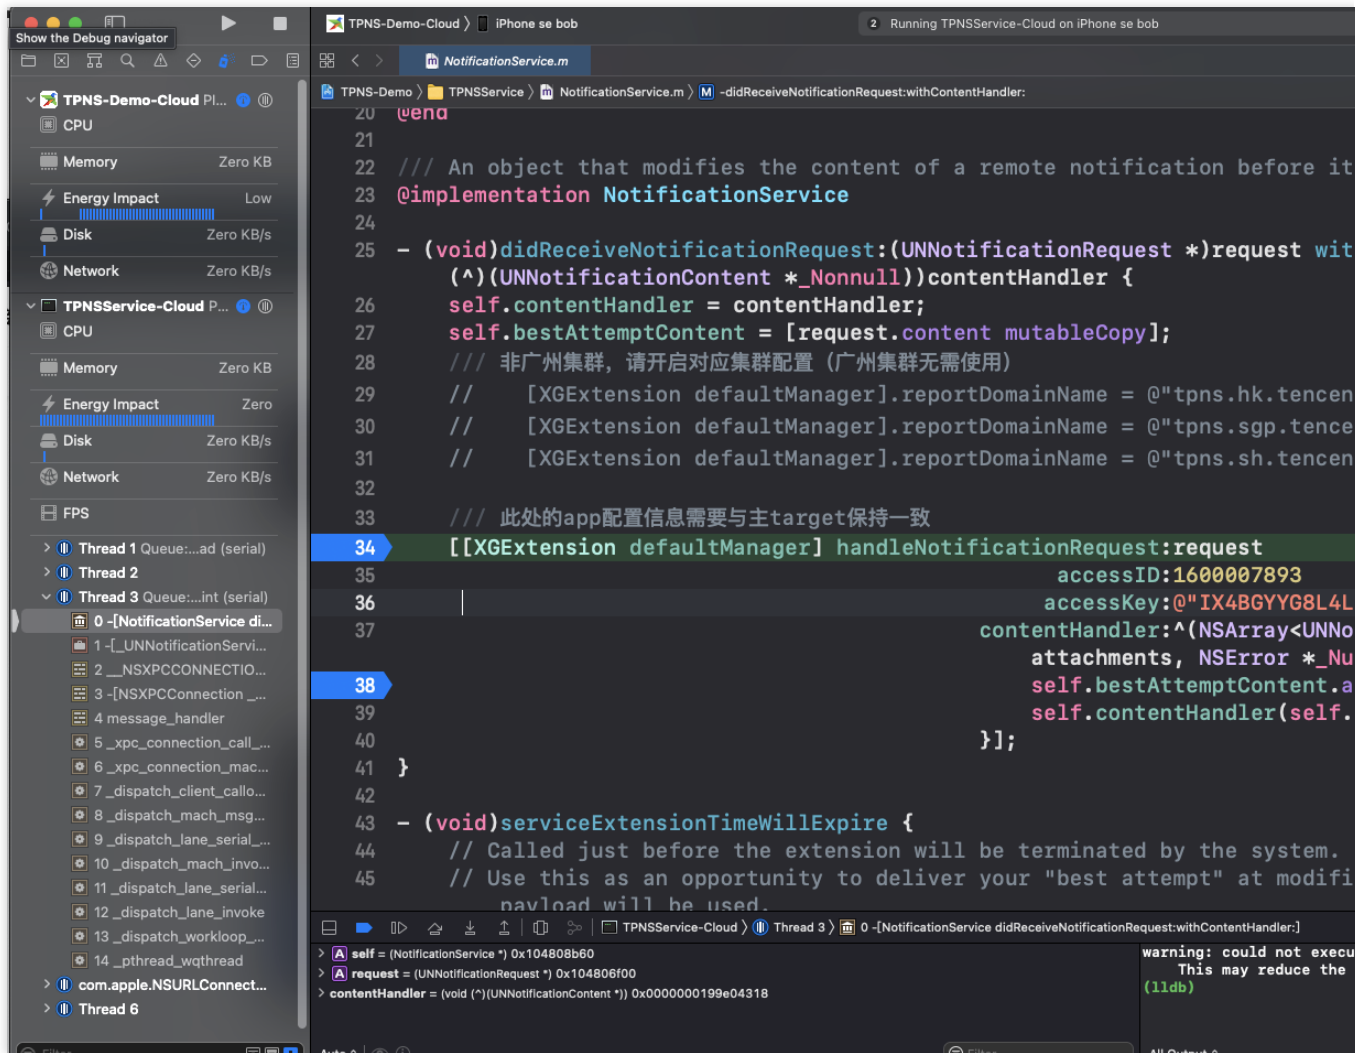 TPNS-Demo-Cloud 〉 iPhone se bob
2 Running TPNSService-Cloud on iPhone se bob
Show the Debug navigator
NotificationService.m
TPNS-Demo 〉 TPNSService 〉 NotificationService.m 〉 M -didReceiveNotificationRequest:withContentHandler:
TPNS-Demo-Cloud PI...
CPU
Memory Zero KB
Energy Impact Low
Disk Zero KB/s
Network Zero KB/s
TPNSService-Cloud P...
CPU
Memory Zero KB
Energy Impact Zero
Disk Zero KB/s
Network Zero KB/s
FPS
Thread 1 Queue:...ad (serial)
Thread 2
Thread 3 Queue:...int (serial)
0 -[NotificationService di...
1 -[_UNNotificationServi...
2 __NSXPCCONNECTIO...
3 -[NSXPCConnection _...
4 message_handler
5 _xpc_connection_call_...
6 _xpc_connection_mac...
7 _dispatch_client_callo...
8 _dispatch_mach_msg...
9 _dispatch_lane_serial_...
10 _dispatch_mach_invo...
11 _dispatch_lane_serial...
12 _dispatch_lane_invoke
13 _dispatch_workloop_...
14 _pthread_wqthread
com.apple.NSURLConnect...
Thread 6
Filter
20 @end
21
22 /// An object that modifies the content of a remote notification before it
23 @implementation NotificationService
24
25 - (void)didReceiveNotificationRequest:(UNNotificationRequest *)request wit
(^)(UNNotificationContent *_Nonnull))contentHandler {
26 self.contentHandler = contentHandler;
27 self.bestAttemptContent = [request.content mutableCopy];
28 /// 非广州集群，请开启对应集群配置（广州集群无需使用）
29 // [XGExtension defaultManager].reportDomainName = @"tpns.hk.tencen
30 // [XGExtension defaultManager].reportDomainName = @"tpns.sgp.tence
31 // [XGExtension defaultManager].reportDomainName = @"tpns.sh.tencen
32
33 /// 此处的app配置信息需要与主target保持一致
34 [[XGExtension defaultManager] handleNotificationRequest:request
35 accessID:1600007893
36 accessKey:@"IX4BGYYG8L4L
37 contentHandler:^(NSArray<UNNo
attachments, NSError *_Nu
38 self.bestAttemptContent.a
39 self.contentHandler(self.
40 }];
41 }
42
43 - (void)serviceExtensionTimeWillExpire {
44 // Called just before the extension will be terminated by the system.
45 // Use this as an opportunity to deliver your "best attempt" at modifi
payload will be used.
TPNSService-Cloud 〉 Thread 3 〉 0 -[NotificationService didReceiveNotificationRequest:withContentHandler:]
A self = (NotificationService *) 0x104808b60
A request = (UNNotificationRequest *) 0x104806f00
contentHandler = (void (^)(UNNotificationContent *)) 0x0000000199e04318
warning: could not execu
This may reduce the
(lldb)
Auto
Filter
All Output